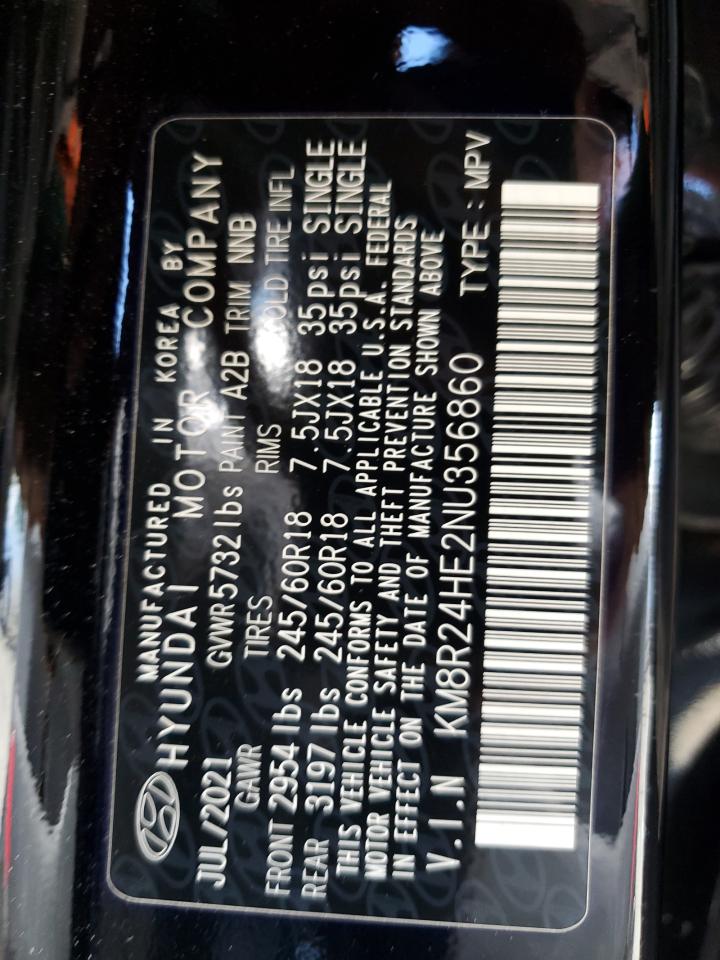 MANUFACTURED IN KOREA BY
HYUNDAI MOTOR COMPANY
JUL/2021 GVWR5732lbs PAINT A2B TRIM NNB
GAWR TIRES RIMS COLD TIRE INFL
FRONT 2954 lbs 245/60R18 7.5JX18 35psi SINGLE
REAR 3197 lbs 245/60R18 7.5JX18 35psi SINGLE
THIS VEHICLE CONFORMS TO ALL APPLICABLE U.S.A. FEDERAL
MOTOR VEHICLE SAFETY AND THEFT PREVENTION STANDARDS
IN EFFECT ON THE DATE OF MANUFACTURE SHOWN ABOVE
V.I.N KM8R24HE2NU356860 TYPE : MPV